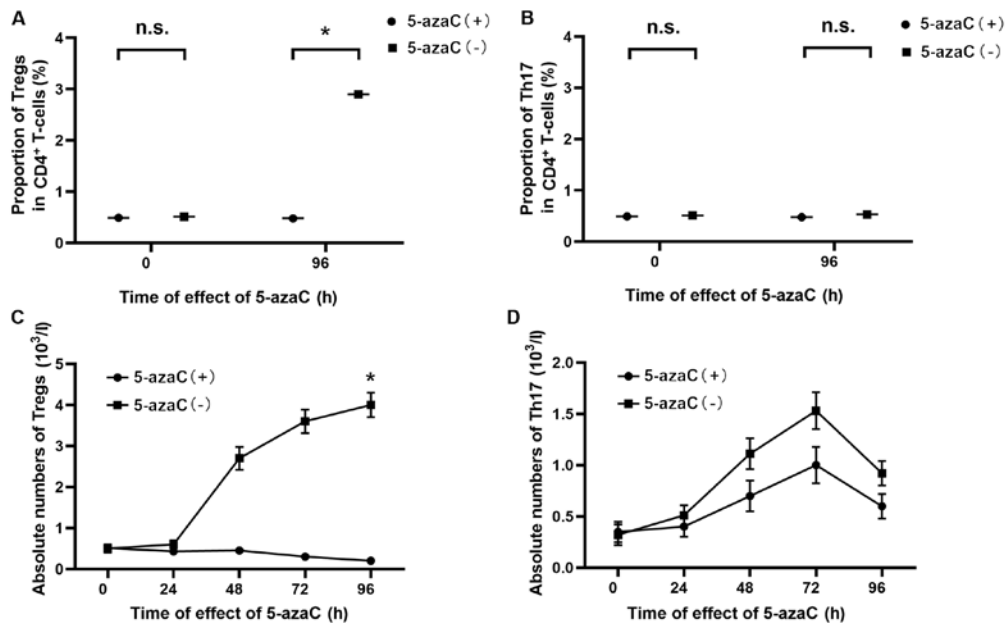 A
n.s.
*
5-azaC (+)
5-azaC (-)
Proportion of Tregs
in CD4+ T-cells (%)
4
3
2
1
0
0
96
Time of effect of 5-azaC (h)
B
n.s.
n.s.
5-azaC (+)
5-azaC (-)
Proportion of Th17
in CD4+ T-cells (%)
4
3
2
1
0
0
96
Time of effect of 5-azaC (h)
C
5-azaC (+)
5-azaC (-)
*
Absolute numbers of Tregs (10^3/l)
5
4
3
2
1
0
0
24
48
72
96
Time of effect of 5-azaC (h)
D
5-azaC (+)
5-azaC (-)
Absolute numbers of Th17 (10^3/l)
2.0
1.5
1.0
0.5
0.0
0
24
48
72
96
Time of effect of 5-azaC (h)